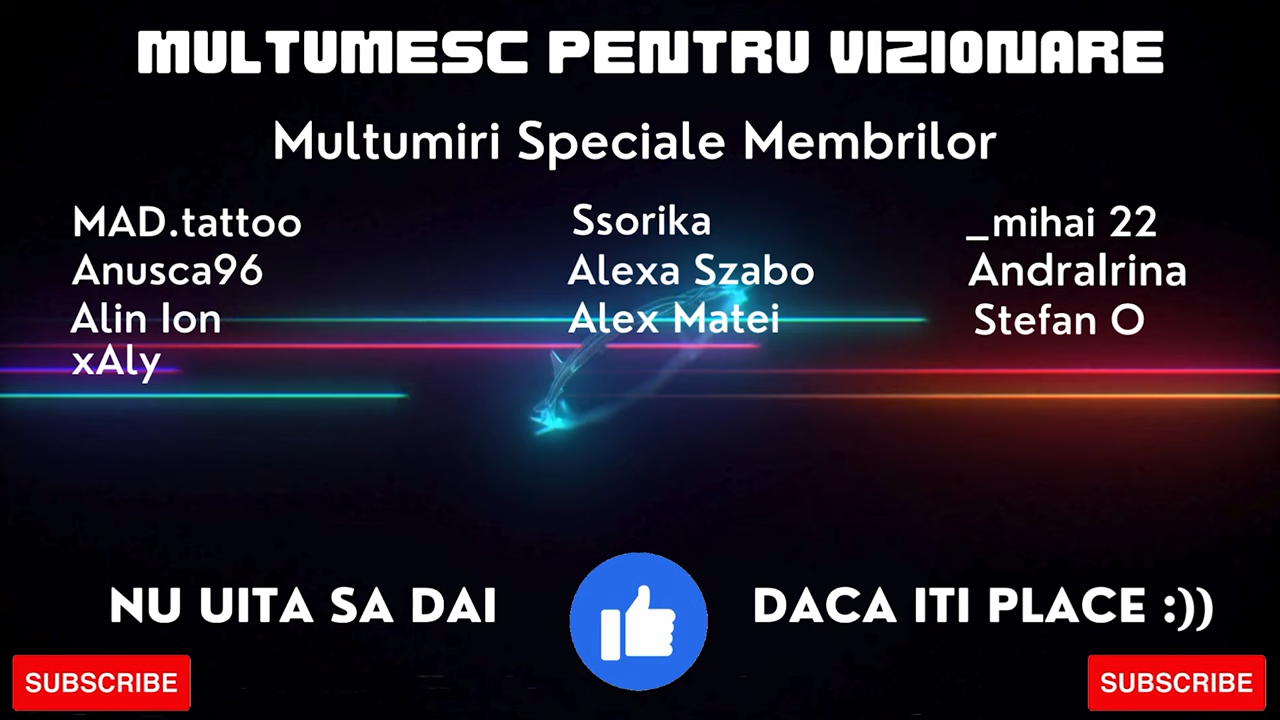 MULTUMESC PENTRU VIZIONARE
Multumiri Speciale Membrilor
MAD.tattoo
Anusca96
Alin Ion
xAly
Ssorika
Alexa Szabo
Alex Matei
_mihai 22
AndraIrina
Stefan O
NU UITA SA DAI
DACA ITI PLACE :))
SUBSCRIBE
SUBSCRIBE